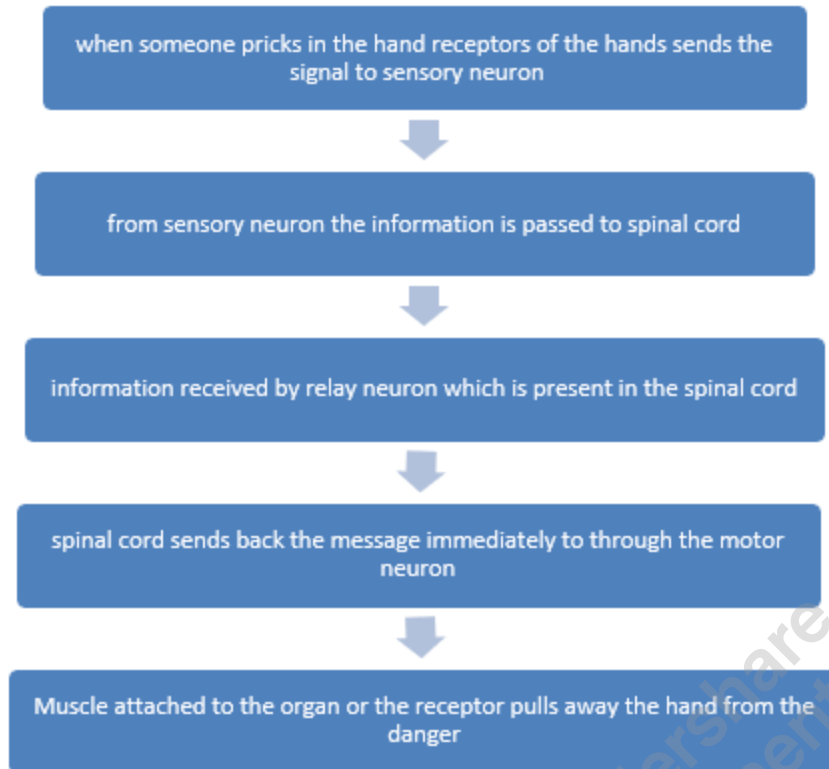 when someone pricks in the hand receptors of the hands sends the
signal to sensory neuron
from sensory neuron the information is passed to spinal cord
information received by relay neuron which is present in the spinal cord
spinal cord sends back the message immediately to through the motor
neuron
Muscle attached to the organ or the receptor pulls away the hand from the
danger